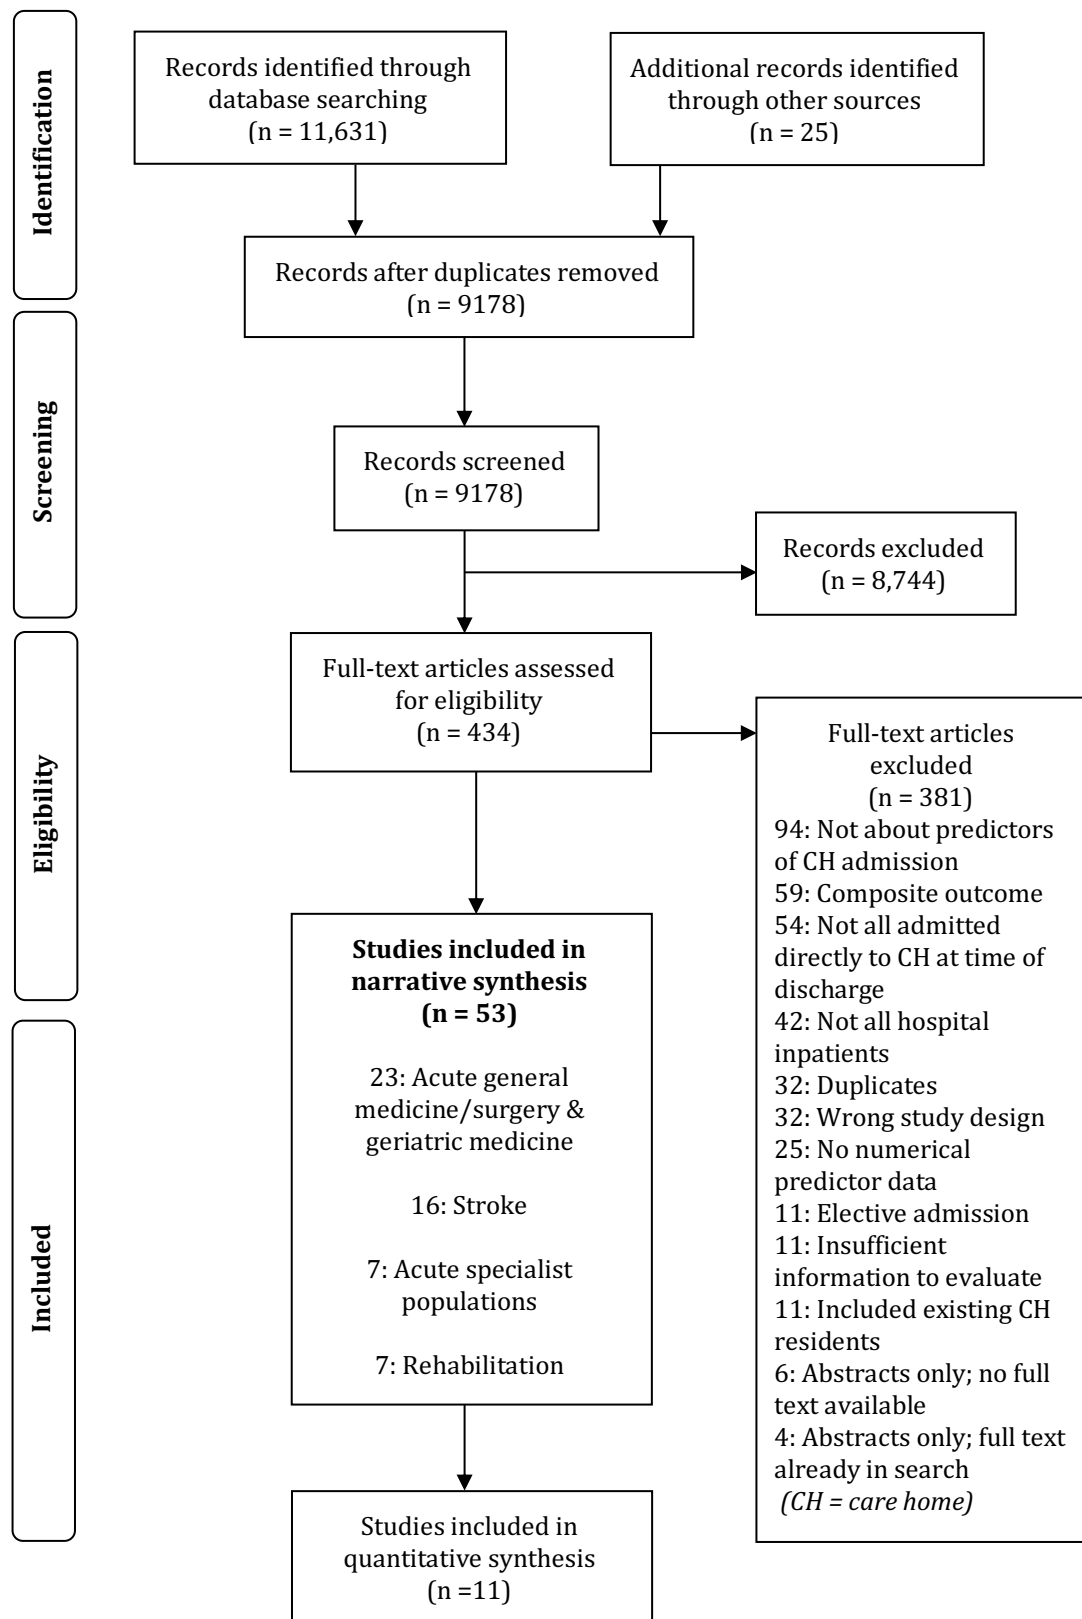 Identification
Records identified through
database searching
(n = 11,631)
Additional records identified
through other sources
(n = 25)
Records after duplicates removed
(n = 9178)
Screening
Records screened
(n = 9178)
Records excluded
(n = 8,744)
Eligibility
Full-text articles assessed
for eligibility
(n = 434)
Full-text articles
excluded
(n = 381)
94: Not about predictors
of CH admission
59: Composite outcome
54: Not all admitted
directly to CH at time of
discharge
42: Not all hospital
inpatients
32: Duplicates
32: Wrong study design
25: No numerical
predictor data
11: Elective admission
11: Insufficient
information to evaluate
11: Included existing CH
residents
6: Abstracts only; no full
text available
4: Abstracts only; full text
already in search
(CH = care home)
Included
Studies included in
narrative synthesis
(n = 53)
23: Acute general
medicine/surgery &
geriatric medicine
16: Stroke
7: Acute specialist
populations
7: Rehabilitation
Studies included in
quantitative synthesis
(n =11)